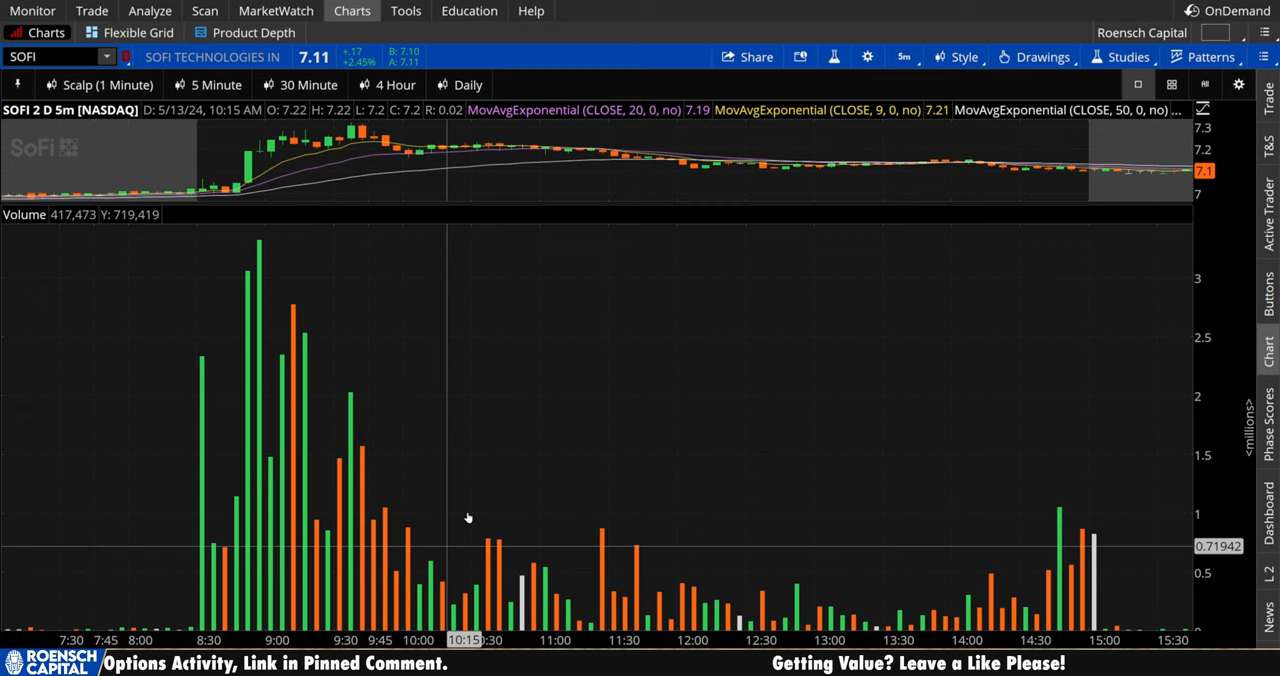 Monitor Trade Analyze Scan MarketWatch Charts Tools Education Help OnDemand
Charts Flexible Grid Product Depth Roensch Capital
SOFI SOFI TECHNOLOGIES IN 7.11 +.17 +2.45% B: 7.10 A: 7.11 Share 5m Style Drawings Studies Patterns
Scalp (1 Minute) 5 Minute 30 Minute 4 Hour Daily
SOFI 2 D 5m [NASDAQ] D: 5/13/24, 10:15 AM O: 7.22 H: 7.22 L: 7.2 C: 7.2 R: 0.02 MovAvgExponential (CLOSE, 20, 0, no) 7.19 MovAvgExponential (CLOSE, 9, 0, no) 7.21 MovAvgExponential (CLOSE, 50, 0, no) ...
SoFi
7.3
7.2
7.1
7
Volume 417,473 Y: 719,419
3
2.5
2
1.5
1
0.71942
0.5
<millions>
7:30 7:45 8:00 8:30 9:00 9:30 9:45 10:00 10:15 :30 11:00 11:30 12:00 12:30 13:00 13:30 14:00 14:30 15:00 15:30
Trade
T&S
Active Trader
Buttons
Chart
Phase Scores
Dashboard
L 2
News
ROENSCH CAPITAL
Options Activity, Link in Pinned Comment. Getting Value? Leave a Like Please!